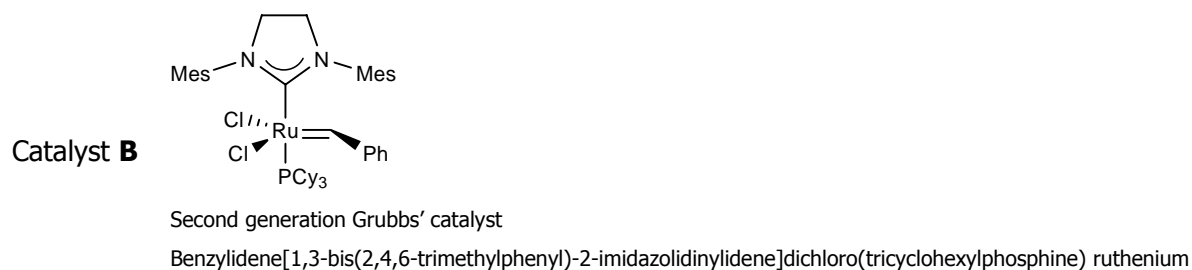 N N
Mes Mes
Cl Ru
Catalyst B
Cl Ph
PCy3
Second generation Grubbs' catalyst
Benzylidene[1,3-bis(2,4,6-trimethylphenyl)-2-imidazolidinylidene]dichloro(tricyclohexylphosphine) ruthenium